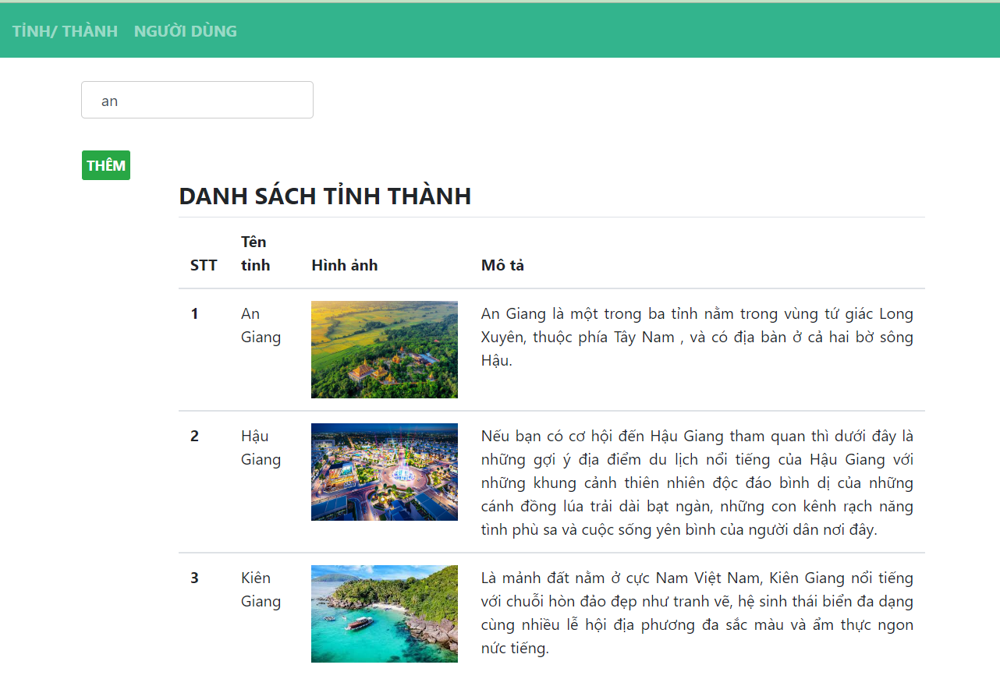 TỈNH/ THÀNH NGƯỜI DÙNG
an
THÊM
DANH SÁCH TỈNH THÀNH
Tên
STT tỉnh Hình ảnh Mô tả
1 An An Giang là một trong ba tỉnh nằm trong vùng tứ giác Long
Giang Xuyên, thuộc phía Tây Nam , và có địa bàn ở cả hai bờ sông
Hậu.
2 Hậu Nếu bạn có cơ hội đến Hậu Giang tham quan thì dưới đây là
Giang những gợi ý địa điểm du lịch nổi tiếng của Hậu Giang với
những khung cảnh thiên nhiên độc đáo bình dị của những
cánh đồng lúa trải dài bạt ngàn, những con kênh rạch năng
tình phù sa và cuộc sống yên bình của người dân nơi đây.
3 Kiên Là mảnh đất nằm ở cực Nam Việt Nam, Kiên Giang nổi tiếng
Giang với chuỗi hòn đảo đẹp như tranh vẽ, hệ sinh thái biển đa dạng
cùng nhiều lễ hội địa phương đa sắc màu và ẩm thực ngon
nức tiếng.